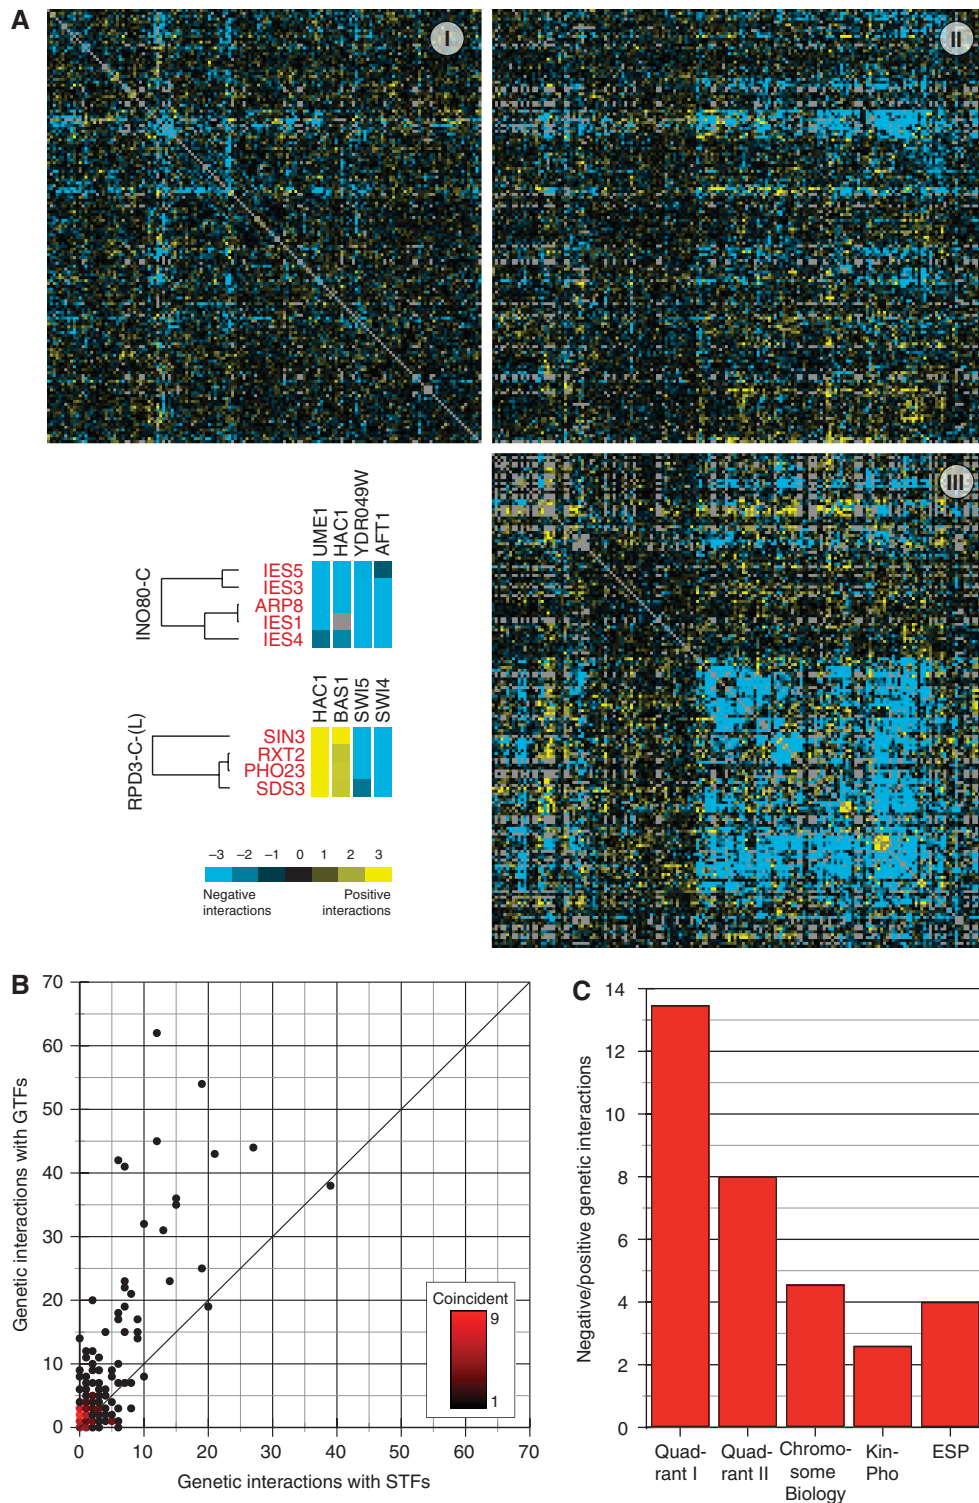 A
I
II
III
UME1
HAC1
YDR049W
AFT1
INO80-C
IES5
IES3
ARP8
IES1
IES4
HAC1
BAS1
SWI5
SWI4
RPD3-C-(L)
SIN3
RXT2
PHO23
SDS3
–3 –2 –1 0 1 2 3
Negative interactions
Positive interactions
B
Genetic interactions with GTFs
70
60
50
40
30
20
10
0
0 10 20 30 40 50 60 70
Genetic interactions with STFs
Coincident
9
1
C
Negative/positive genetic interactions
14
12
10
8
6
4
2
0
Quad-
rant I
Quad-
rant II
Chromo-
some
Biology
Kin-
Pho
ESP